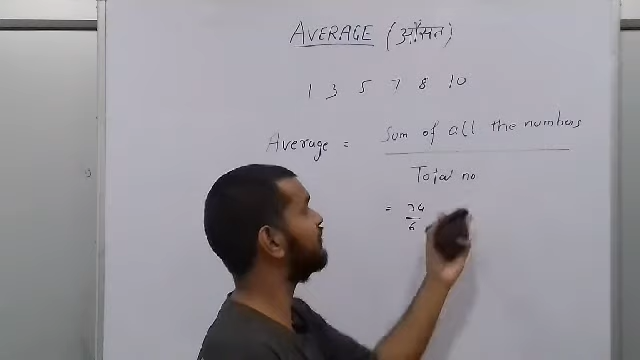 AVERAGE (औसत)
1 3 5 7 8 10
Average = Sum of all the numbers
Total no
= 34
6